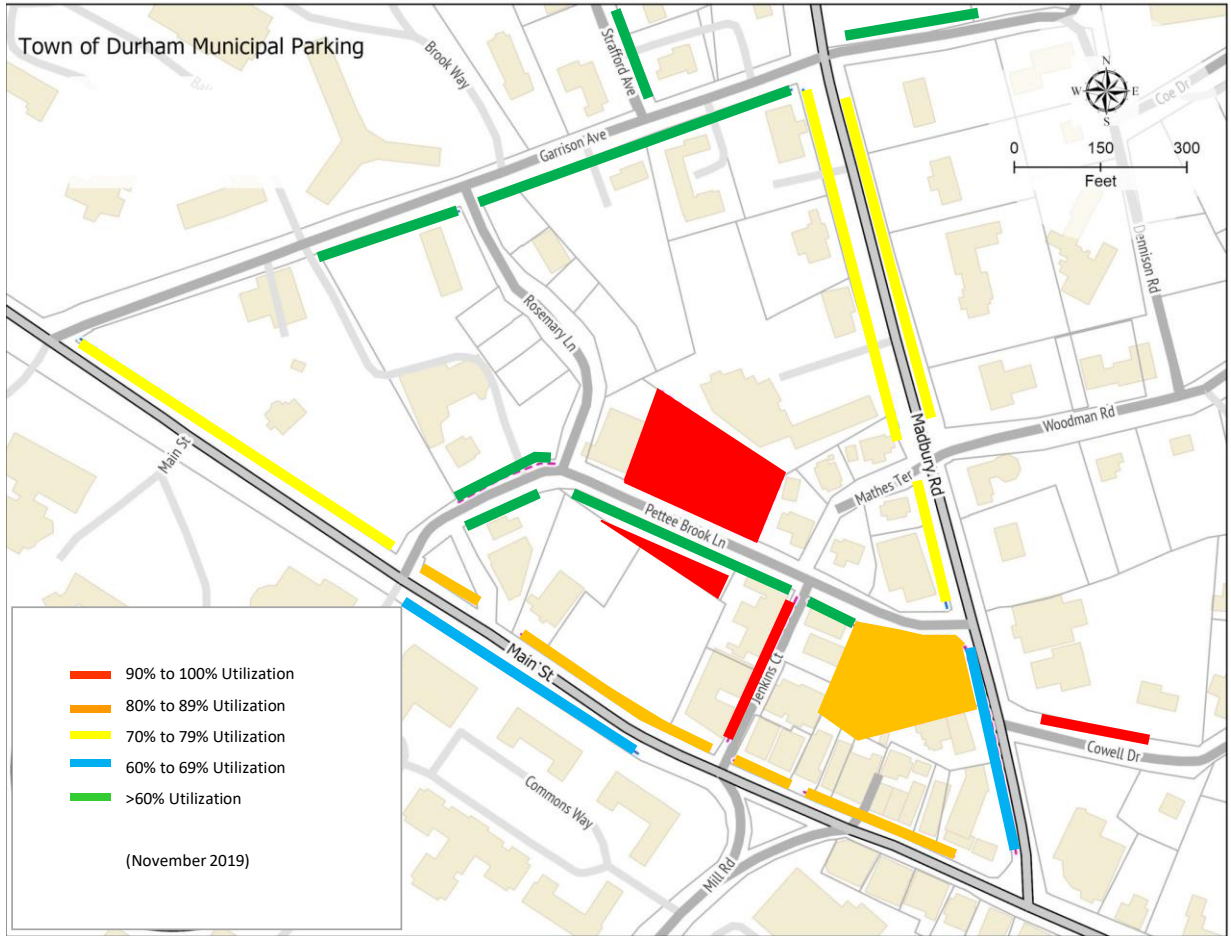 Town of Durham Municipal Parking
Brook Way
Strafford Ave
N
W E
S
Coe Dr
0 150 300
Feet
Garrison Ave
Dennison Rd
Rosemary Ln
Main St
Madbury Rd
Woodman Rd
Mathes Ter
Pettee Brook Ln
Main St
Jenkins Ct
Cowell Dr
Commons Way
Mill Rd
90% to 100% Utilization
80% to 89% Utilization
70% to 79% Utilization
60% to 69% Utilization
>60% Utilization
(November 2019)